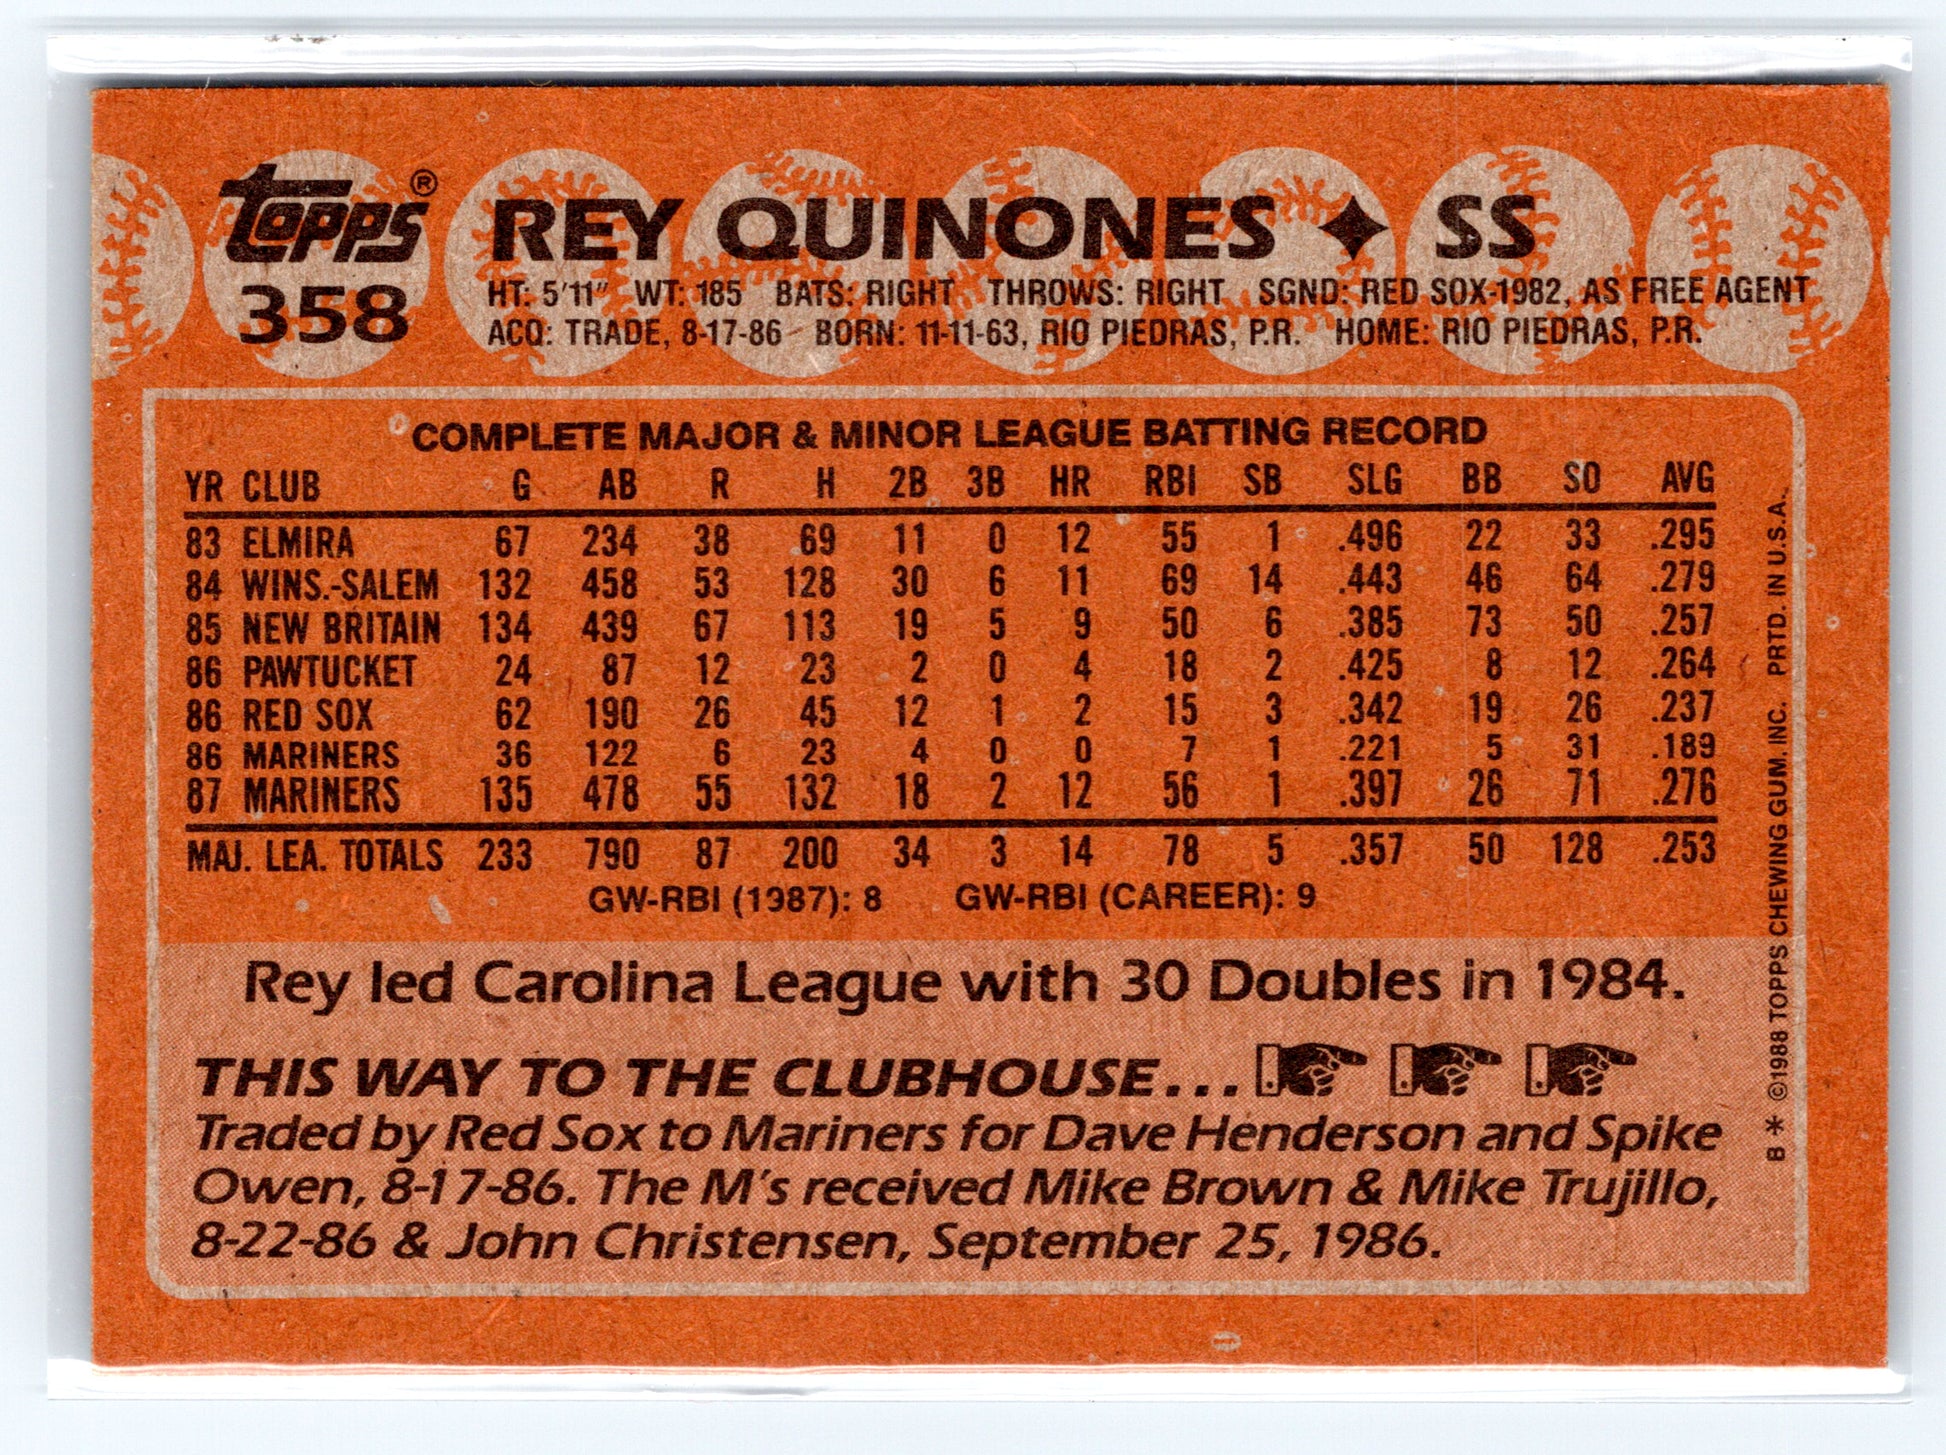 topps®
358
REY QUINONES ✦ SS
HT: 5'11" WT: 185 BATS: RIGHT THROWS: RIGHT SGND: RED SOX-1982, AS FREE AGENT
ACQ: TRADE, 8-17-86 BORN: 11-11-63, RIO PIEDRAS, P.R. HOME: RIO PIEDRAS, P.R.
COMPLETE MAJOR & MINOR LEAGUE BATTING RECORD
YR CLUB G AB R H 2B 3B HR RBI SB SLG BB SO AVG
83 ELMIRA 67 234 38 69 11 0 12 55 1 .496 22 33 .295
84 WINS.-SALEM 132 458 53 128 30 6 11 69 14 .443 46 64 .279
85 NEW BRITAIN 134 439 67 113 19 5 9 50 6 .385 73 50 .257
86 PAWTUCKET 24 87 12 23 2 0 4 18 2 .425 8 12 .264
86 RED SOX 62 190 26 45 12 1 2 15 3 .342 19 26 .237
86 MARINERS 36 122 6 23 4 0 0 7 1 .221 5 31 .189
87 MARINERS 135 478 55 132 18 2 12 56 1 .397 26 71 .276
MAJ. LEA. TOTALS 233 790 87 200 34 3 14 78 5 .357 50 128 .253
GW-RBI (1987): 8 GW-RBI (CAREER): 9
Rey led Carolina League with 30 Doubles in 1984.
THIS WAY TO THE CLUBHOUSE...
Traded by Red Sox to Mariners for Dave Henderson and Spike
Owen, 8-17-86. The M's received Mike Brown & Mike Trujillo,
8-22-86 & John Christensen, September 25, 1986.
B* ©1988 TOPPS CHEWING GUM, INC. PRTD. IN U.S.A.